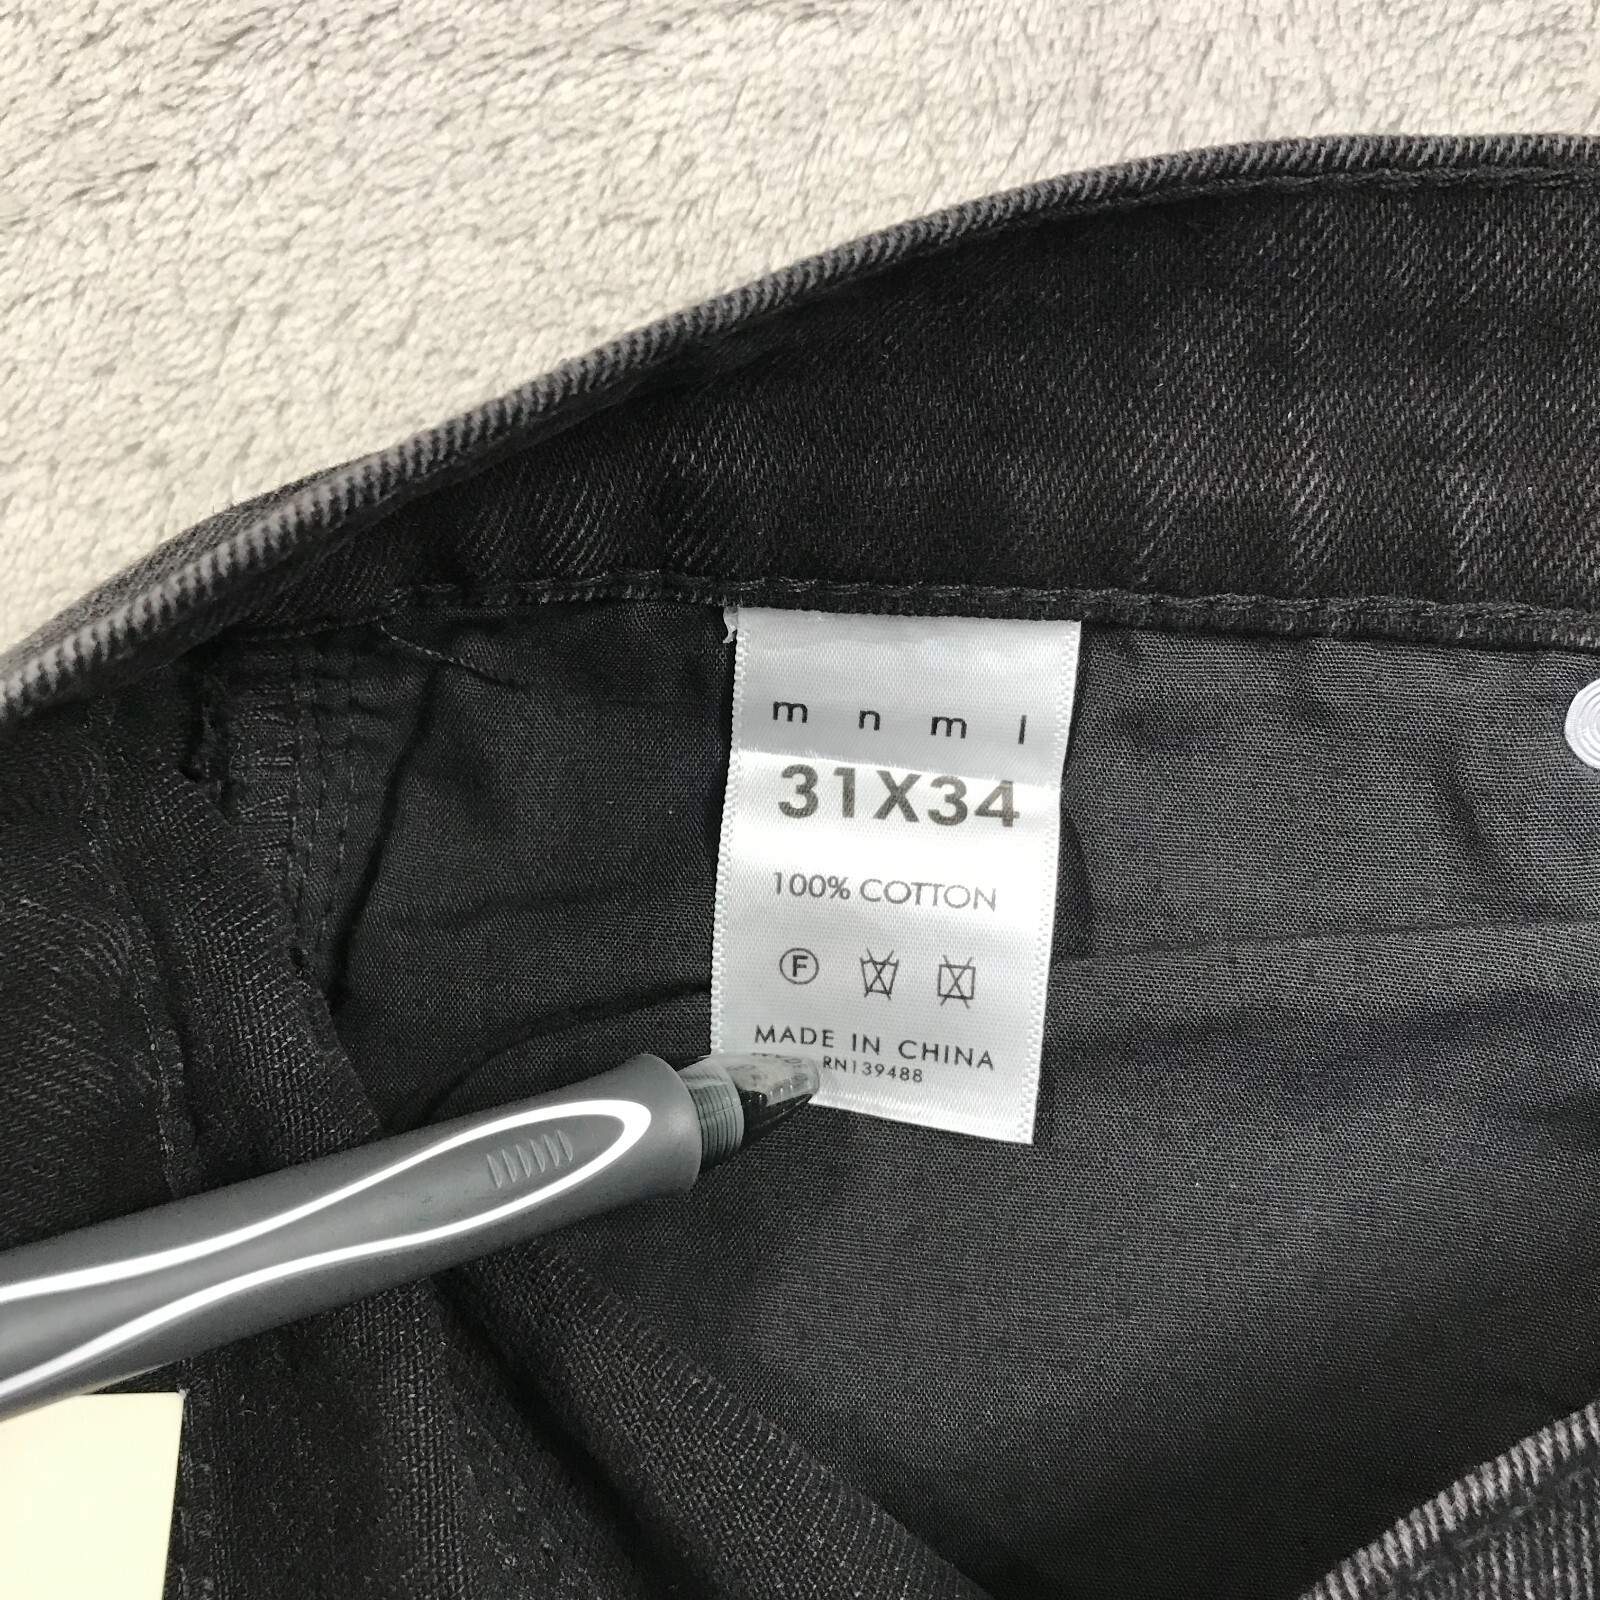 m n m l
31X34
100% COTTON
F
MADE IN CHINA
RN139488